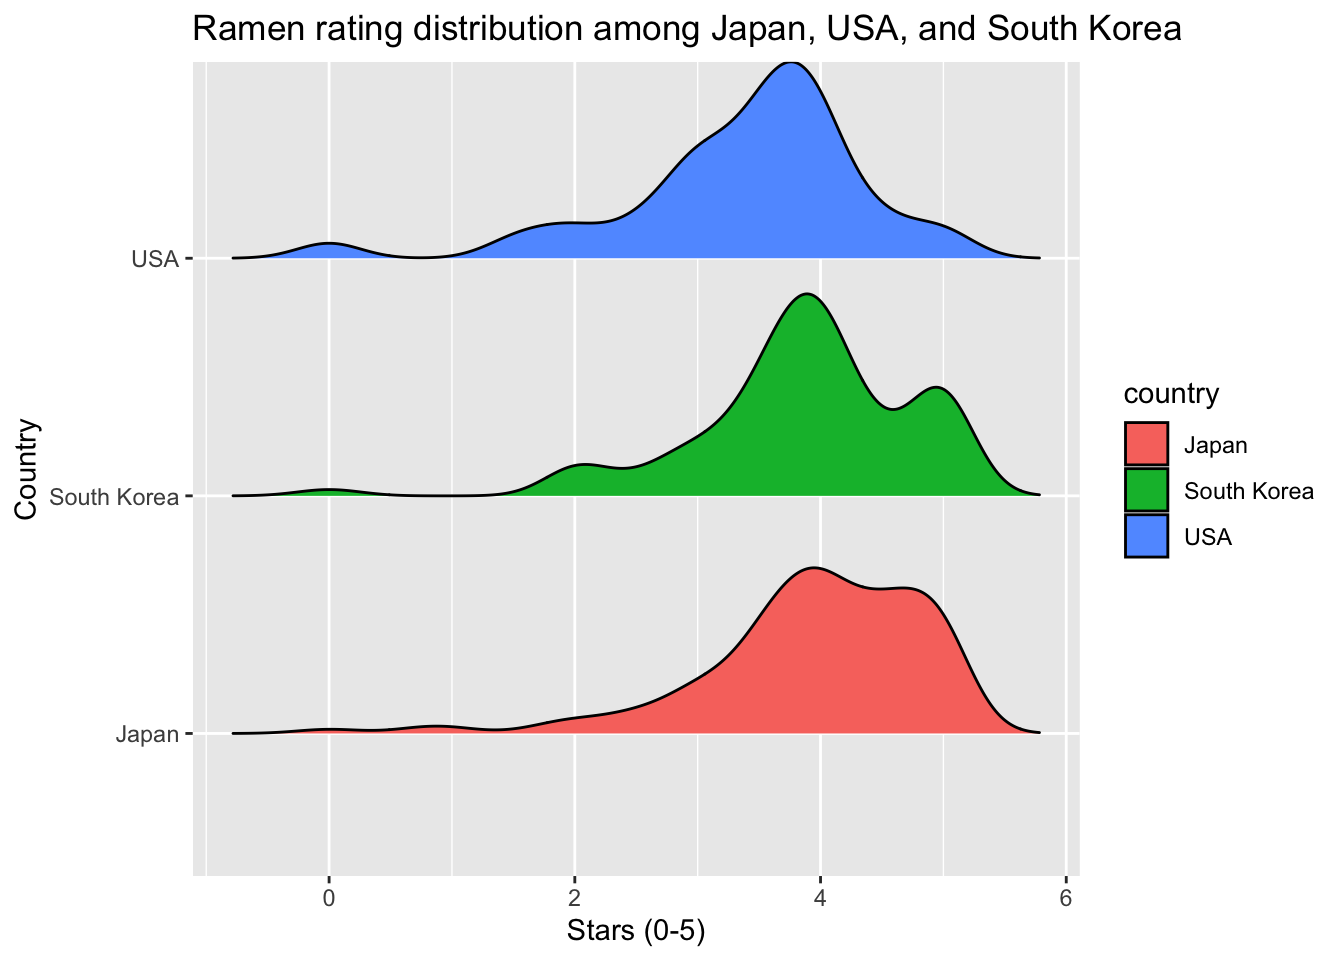 Ramen rating distribution among Japan, USA, and South Korea
Country
USA
South Korea
Japan
0 2 4 6
Stars (0-5)
country
Japan
South Korea
USA